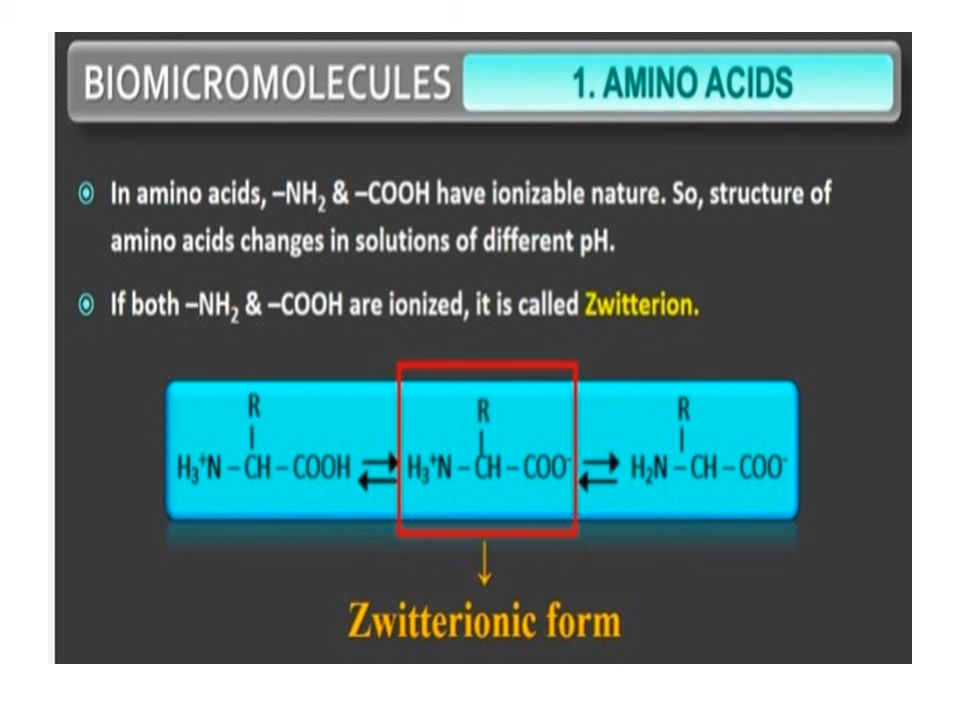 BIOMICROMOLECULES 1. AMINO ACIDS
In amino acids, –NH₂ & –COOH have ionizable nature. So, structure of
amino acids changes in solutions of different pH.
If both –NH₂ & –COOH are ionized, it is called Zwitterion.
R R R
H₃⁺N – CH – COOH ⇌ H₃⁺N – CH – COO⁻ ⇌ H₂N – CH – COO⁻
Zwitterionic form